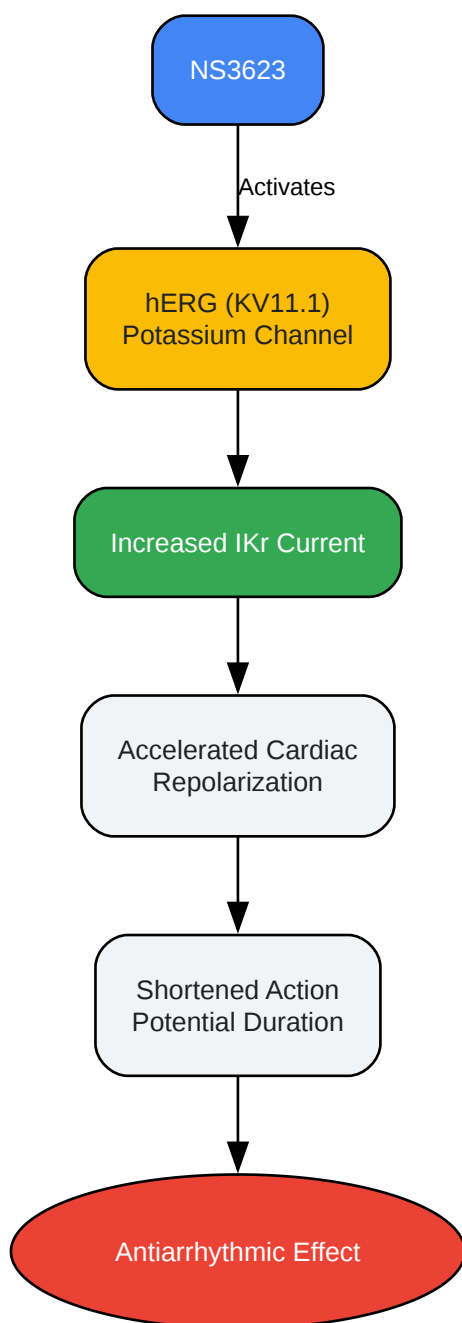 NS3623
Activates
hERG (KV11.1)
Potassium Channel
Increased IKr Current
Accelerated Cardiac
Repolarization
Shortened Action
Potential Duration
Antiarrhythmic Effect